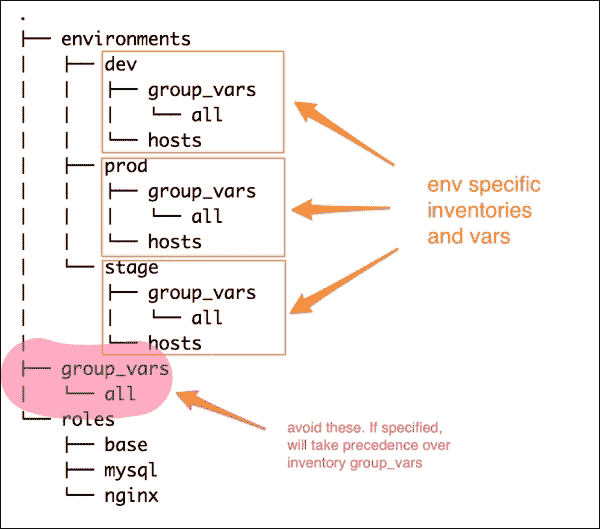 .
├── environments
│   ├── dev
│   │   ├── group_vars
│   │   │   └── all
│   │   └── hosts
│   ├── prod
│   │   ├── group_vars
│   │   │   └── all
│   │   └── hosts
│   └── stage
│       ├── group_vars
│       │   └── all
│       └── hosts
├── group_vars
│   └── all
└── roles
    ├── base
    ├── mysql
    └── nginx
env specific
inventories
and vars
avoid these. If specified,
will take precedence over
inventory group_vars